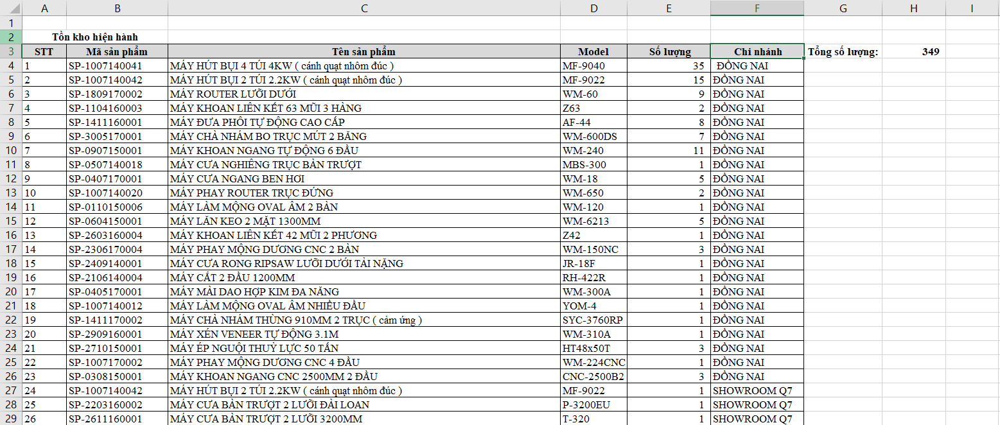 A B C D E F G H I
1
2 Tồn kho hiện hành
3 STT Mã sản phẩm Tên sản phẩm Model Số lượng Chi nhánh Tổng số lượng: 349
4 1 SP-1007140041 MÁY HÚT BỤI 4 TÚI 4KW ( cánh quạt nhôm đúc ) MF-9040 35 ĐỒNG NAI
5 2 SP-1007140042 MÁY HÚT BỤI 2 TÚI 2.2KW ( cánh quạt nhôm đúc ) MF-9022 15 ĐỒNG NAI
6 3 SP-1809170002 MÁY ROUTER LƯỠI DƯỚI WM-60 9 ĐỒNG NAI
7 4 SP-1104160003 MÁY KHOAN LIÊN KẾT 63 MŨI 3 HÀNG Z63 2 ĐỒNG NAI
8 5 SP-1411160001 MÁY ĐƯA PHÔI TỰ ĐỘNG CAO CẤP AF-44 8 ĐỒNG NAI
9 6 SP-3005170001 MÁY CHÀ NHÁM BO TRỤC MÚT 2 BĂNG WM-600DS 7 ĐỒNG NAI
10 7 SP-0907150001 MÁY KHOAN NGANG TỰ ĐỘNG 6 ĐẦU WM-240 11 ĐỒNG NAI
11 8 SP-0507140018 MÁY CƯA NGHIÊNG TRỤC BÀN TRƯỢT MBS-300 1 ĐỒNG NAI
12 9 SP-0407170001 MÁY CƯA NGANG BEN HƠI WM-18 5 ĐỒNG NAI
13 10 SP-1007140020 MÁY PHAY ROUTER TRỤC ĐỨNG WM-650 2 ĐỒNG NAI
14 11 SP-0110150006 MÁY LÀM MỘNG OVAL ÂM 2 BÀN WM-120 1 ĐỒNG NAI
15 12 SP-0604150001 MÁY LĂN KEO 2 MẶT 1300MM WM-6213 5 ĐỒNG NAI
16 13 SP-2603160004 MÁY KHOAN LIÊN KẾT 42 MŨI 2 PHƯƠNG Z42 1 ĐỒNG NAI
17 14 SP-2306170004 MÁY PHAY MỘNG DƯƠNG CNC 2 BÀN WM-150NC 3 ĐỒNG NAI
18 15 SP-2409140001 MÁY CƯA RONG RIPSAW LƯỠI DƯỚI TẢI NẶNG JR-18F 1 ĐỒNG NAI
19 16 SP-2106140004 MÁY CẮT 2 ĐẦU 1200MM RH-422R 1 ĐỒNG NAI
20 17 SP-0405170001 MÁY MÀI DAO HỢP KIM ĐA NĂNG WM-300A 1 ĐỒNG NAI
21 18 SP-1007140012 MÁY LÀM MỘNG OVAL ÂM NHIỀU ĐẦU YOM-4 1 ĐỒNG NAI
22 19 SP-1411170002 MÁY CHÀ NHÁM THÙNG 910MM 2 TRỤC ( cảm ứng ) SYC-3760RP 1 ĐỒNG NAI
23 20 SP-2909160001 MÁY XÉN VENEER TỰ ĐỘNG 3.1M WM-310A 1 ĐỒNG NAI
24 21 SP-2710150001 MÁY ÉP NGUỘI THUỶ LỰC 50 TẤN HT48x50T 3 ĐỒNG NAI
25 22 SP-1007170002 MÁY PHAY MỘNG DƯƠNG CNC 4 ĐẦU WM-224CNC 1 ĐỒNG NAI
26 23 SP-0308150001 MÁY KHOAN NGANG CNC 2500MM 2 ĐẦU CNC-2500B2 3 ĐỒNG NAI
27 24 SP-1007140042 MÁY HÚT BỤI 2 TÚI 2.2KW ( cánh quạt nhôm đúc ) MF-9022 1 SHOWROOM Q7
28 25 SP-2203160002 MÁY CƯA BÀN TRƯỢT 2 LƯỠI ĐÀI LOAN P-3200EU 1 SHOWROOM Q7
29 26 SP-2611160001 MÁY CƯA BÀN TRƯỢT 2 LƯỠI 3200MM T-320 1 SHOWROOM Q7